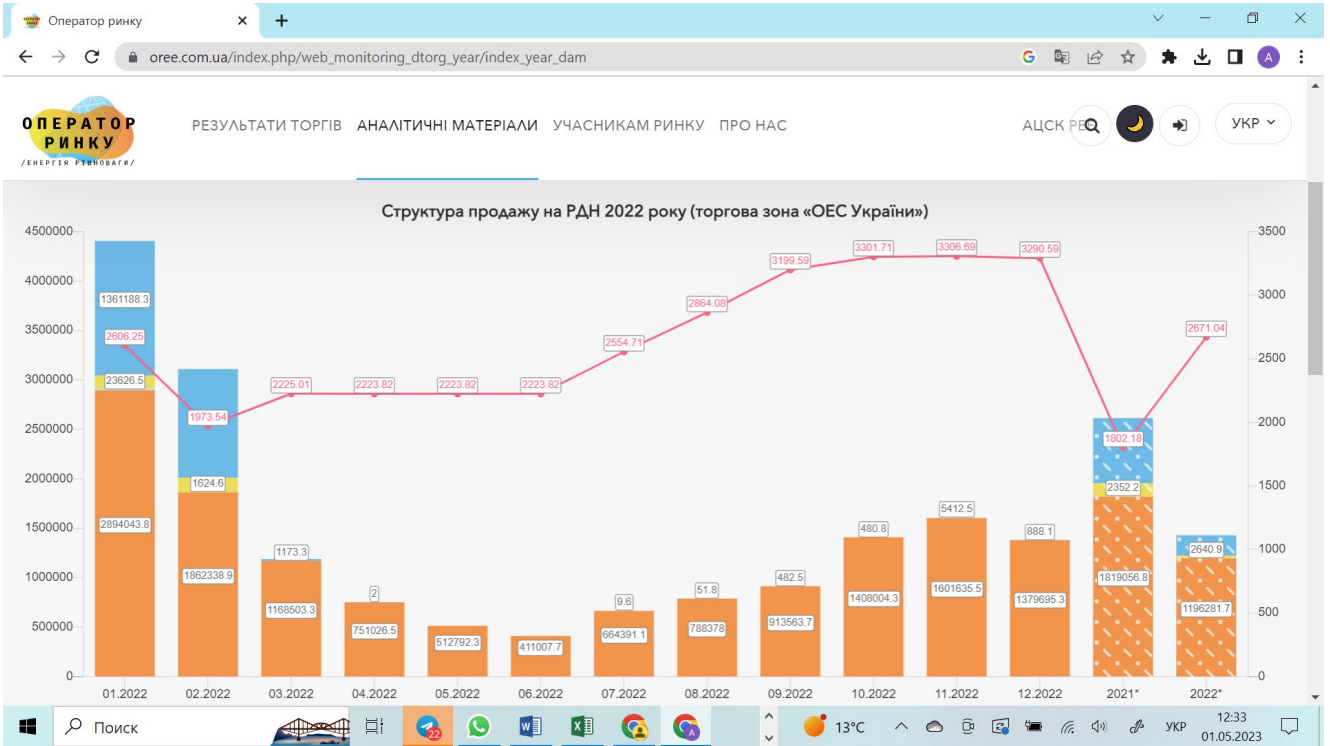 Оператор ринку
oree.com.ua/index.php/web_monitoring_dtorg_year/index_year_dam
A
ОПЕРАТОР
РИНКУ
/ЕНЕРГІЯ РІВНОВАГИ/
РЕЗУЛЬТАТИ ТОРГІВ АНАЛІТИЧНІ МАТЕРІАЛИ УЧАСНИКАМ РИНКУ ПРО НАС
АЦСК РЕЕ
УКР
Структура продажу на РДН 2022 року (торгова зона «ОЕС України»)
4500000 3500
4000000 3000
3500000 2500
3000000 2000
2500000 1500
2000000 1000
1500000 500
1000000 0
500000
0
2606.25 1973.54 2225.01 2223.82 2223.82 2223.82 2554.71 2864.08 3199.59 3301.71 3306.69 3290.59 1802.18 2671.04
1361188.3
23626.5 1624.6 1173.3 2 9.6 51.8 482.5 480.8 5412.5 888.1 2352.2 2640.9
2894043.8 1862338.9 1168503.3 751026.5 512792.3 411007.7 664391.1 788378 913563.7 1408004.3 1601635.5 1379695.3 1819056.8 1196281.7
01.2022 02.2022 03.2022 04.2022 05.2022 06.2022 07.2022 08.2022 09.2022 10.2022 11.2022 12.2022 2021* 2022*
Поиск
22
13°C
УКР
12:33
01.05.2023